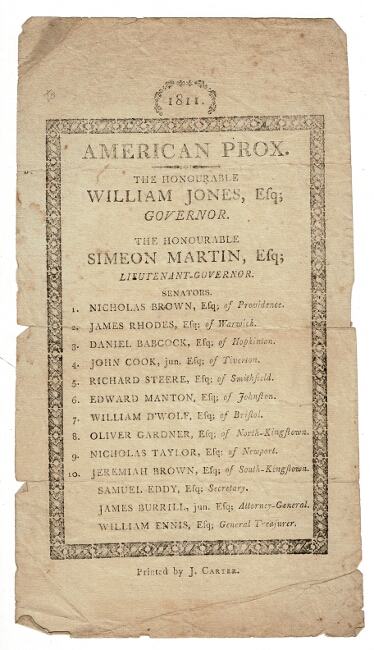 1811.
AMERICAN PROX.
THE HONOURABLE
WILLIAM JONES, Eſq;
GOVERNOR.
THE HONOURABLE
SIMEON MARTIN, Eſq;
LIEUTENANT-GOVERNOR.
SENATORS.
1. NICHOLAS BROWN, Eſq; of Providence.
2. JAMES RHODES, Eſq; of Warwick.
3. DANIEL BABCOCK, Eſq; of Hopkinton.
4. JOHN COOK, jun. Eſq; of Tiverton.
5. RICHARD STEERE, Eſq; of Smithfield.
6. EDWARD MANTON, Eſq; of Johnſton.
7. WILLIAM D'WOLF, Eſq; of Briſtol.
8. OLIVER GARDNER, Eſq; of North-Kingſtown.
9. NICHOLAS TAYLOR, Eſq; of Newport.
10. JEREMIAH BROWN, Eſq; of South-Kingſtown.
SAMUEL EDDY, Eſq; Secretary.
JAMES BURRILL, jun. Eſq; Attorney-General.
WILLIAM ENNIS, Eſq; General Treaſurer.
Printed by J. CARTER.